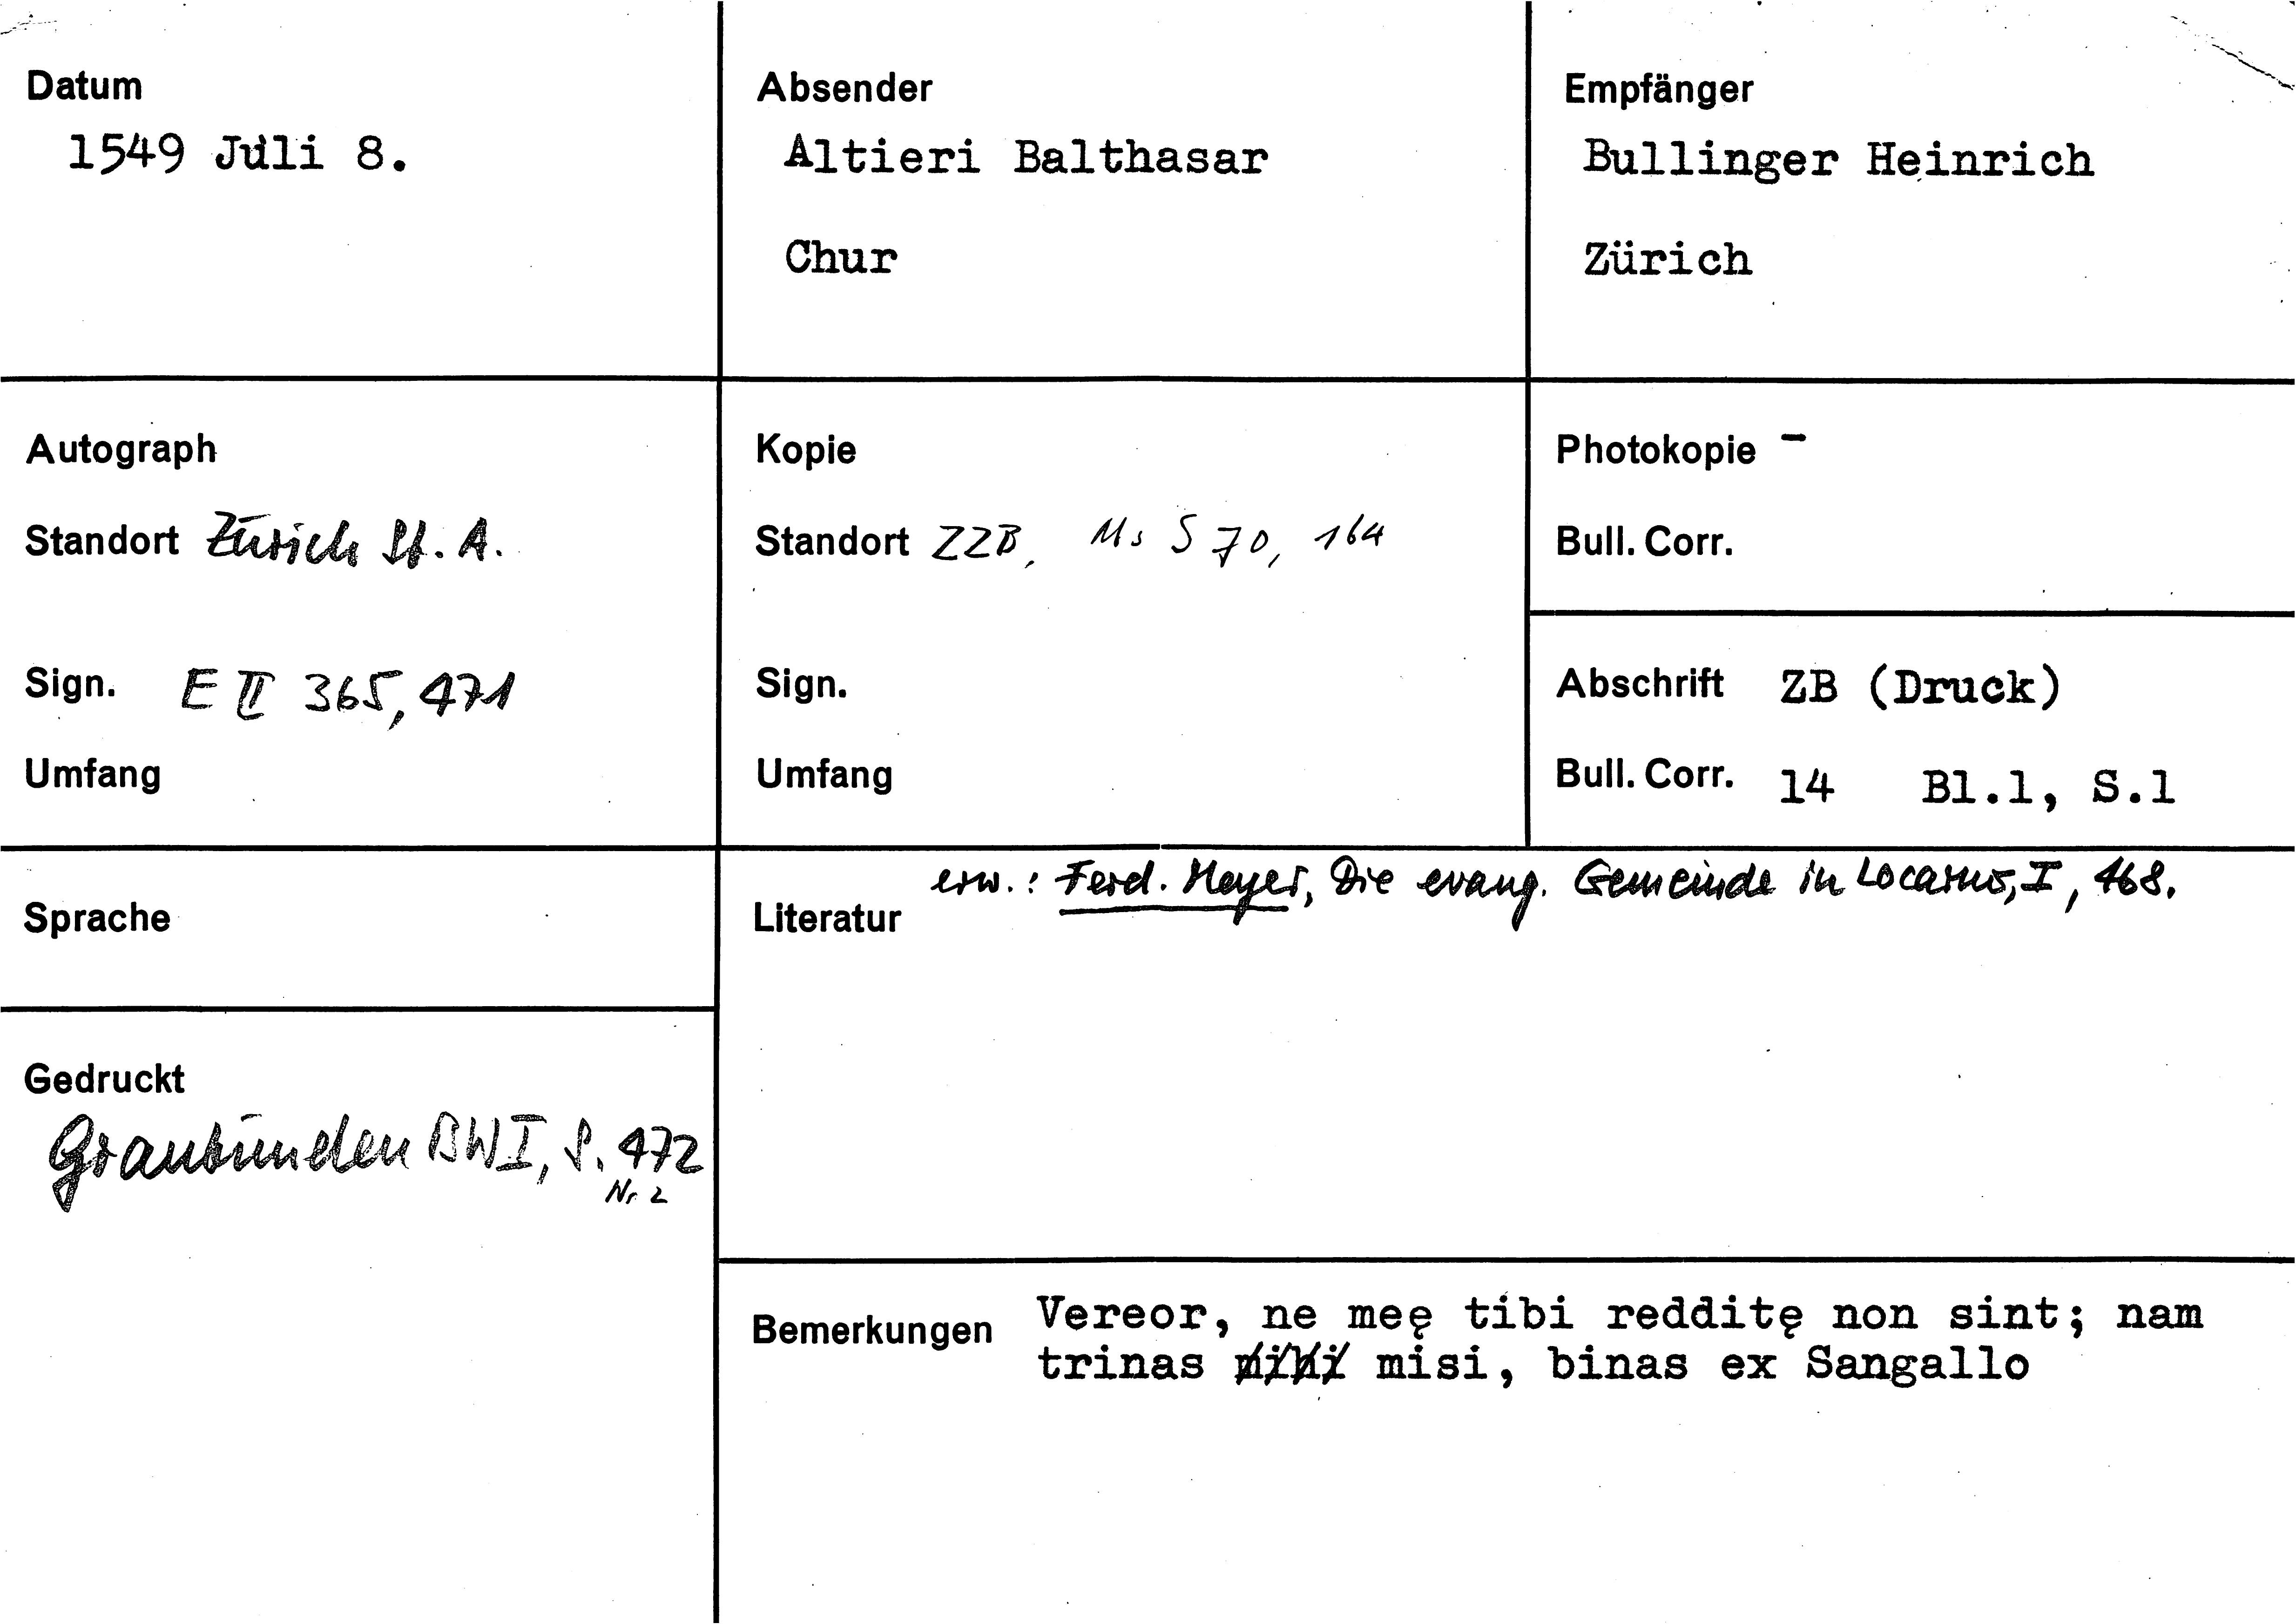 Datum
1549 Juli 8.
Absender
Altieri Balthasar
Chur
Empfänger
Bullinger Heinrich
Zürich
Autograph
Standort Zürich St. A.
Sign. E II 365, 471
Umfang
Kopie
Standort ZZB, Ms S 70, 164
Sign.
Umfang
Photokopie -
Bull. Corr.
Abschrift ZB (Druck)
Bull. Corr. 14 Bl.1, S.1
Sprache
Gedruckt
Graubünden BW I, S. 472
Nr. 2
Literatur erw.: Ferd. Meyer, Die evang. Gemeinde in Locarno, I, 168.
Bemerkungen Vereor, ne meę tibi redditę non sint; nam
trinas mihi misi, binas ex Sangallo